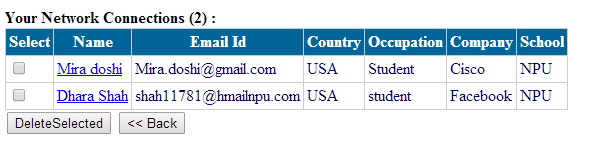 Your Network Connections (2) :
Select Name Email Id Country Occupation Company School
Mira doshi Mira.doshi@gmail.com USA Student Cisco NPU
Dhara Shah shah11781@hmailnpu.com USA student Facebook NPU
DeleteSelected << Back